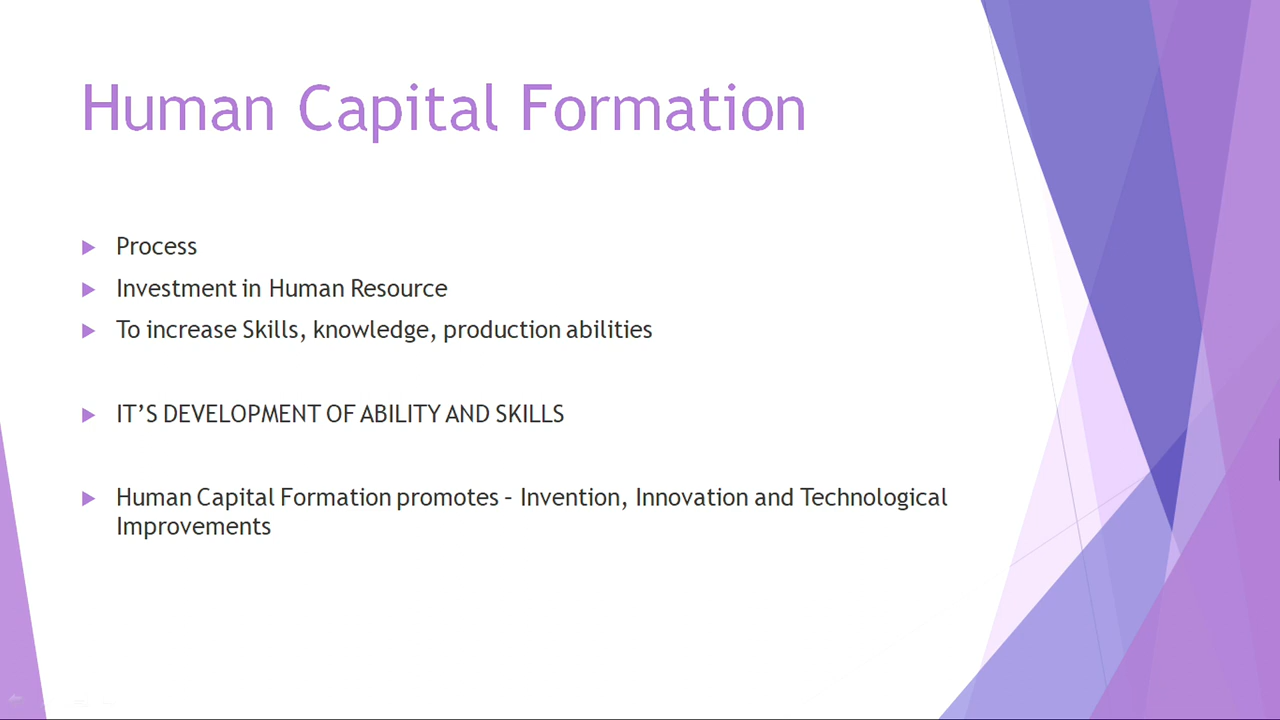 Human Capital Formation
Process
Investment in Human Resource
To increase Skills, knowledge, production abilities
IT’S DEVELOPMENT OF ABILITY AND SKILLS
Human Capital Formation promotes – Invention, Innovation and Technological
Improvements